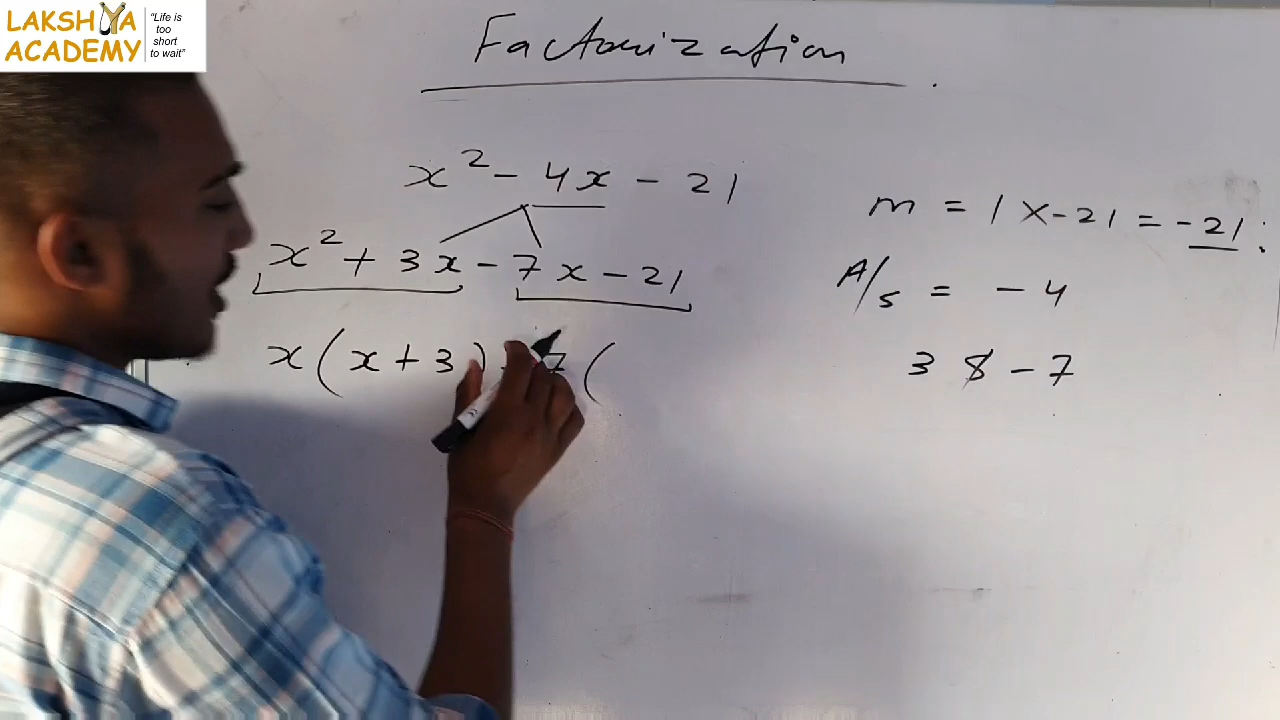 LAKSHYA
ACADEMY
"Life is
too
short
to wait"
Factorization
x² - 4x - 21
x² + 3x - 7x - 21
x(x + 3) - 7(
m = 1 × -21 = -21
A/s = - 4
3 & -7